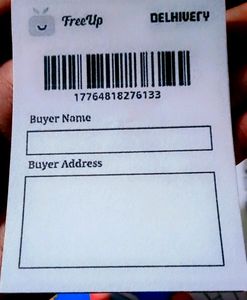 FreeUp
DELHIVERY
17764818276133
Buyer Name
Buyer Address